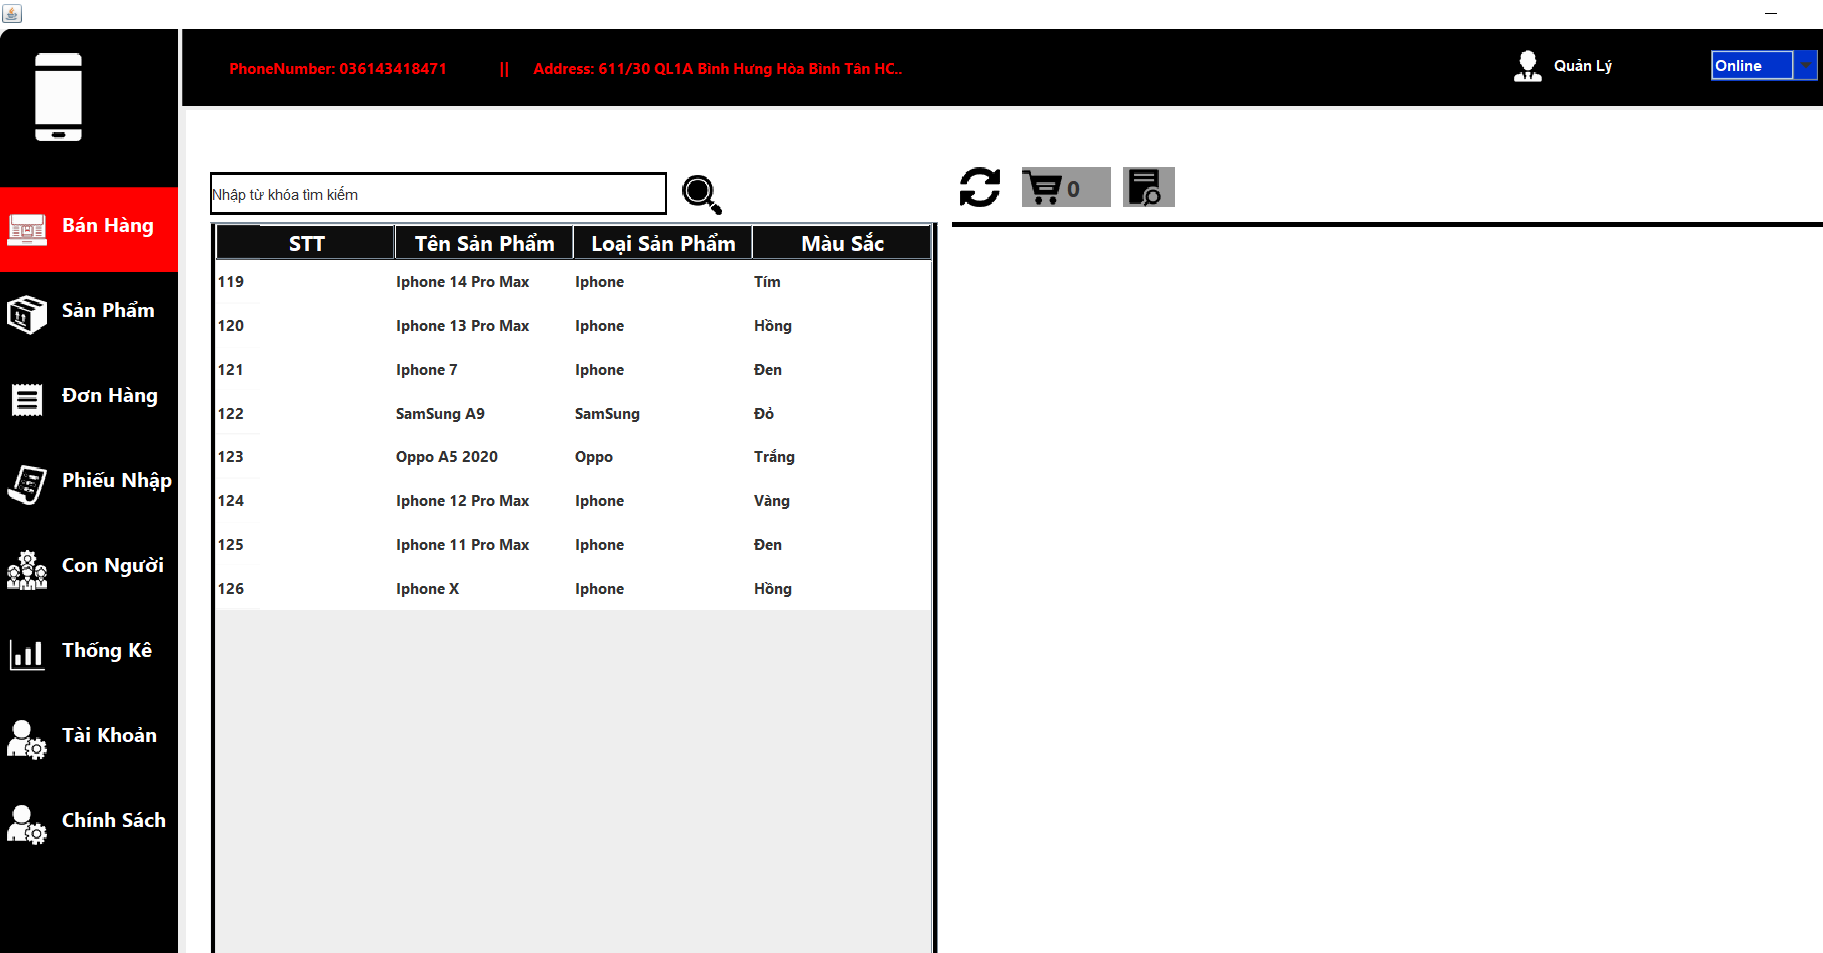 PhoneNumber: 036143418471 || Address: 611/30 QL1A Bình Hưng Hòa Bình Tân HC..
Quản Lý
Online
Bán Hàng
Sản Phẩm
Đơn Hàng
Phiếu Nhập
Con Người
Thống Kê
Tài Khoản
Chính Sách
Nhập từ khóa tìm kiếm
0
STT Tên Sản Phẩm Loại Sản Phẩm Màu Sắc
119 Iphone 14 Pro Max Iphone Tím
120 Iphone 13 Pro Max Iphone Hồng
121 Iphone 7 Iphone Đen
122 SamSung A9 SamSung Đỏ
123 Oppo A5 2020 Oppo Trắng
124 Iphone 12 Pro Max Iphone Vàng
125 Iphone 11 Pro Max Iphone Đen
126 Iphone X Iphone Hồng